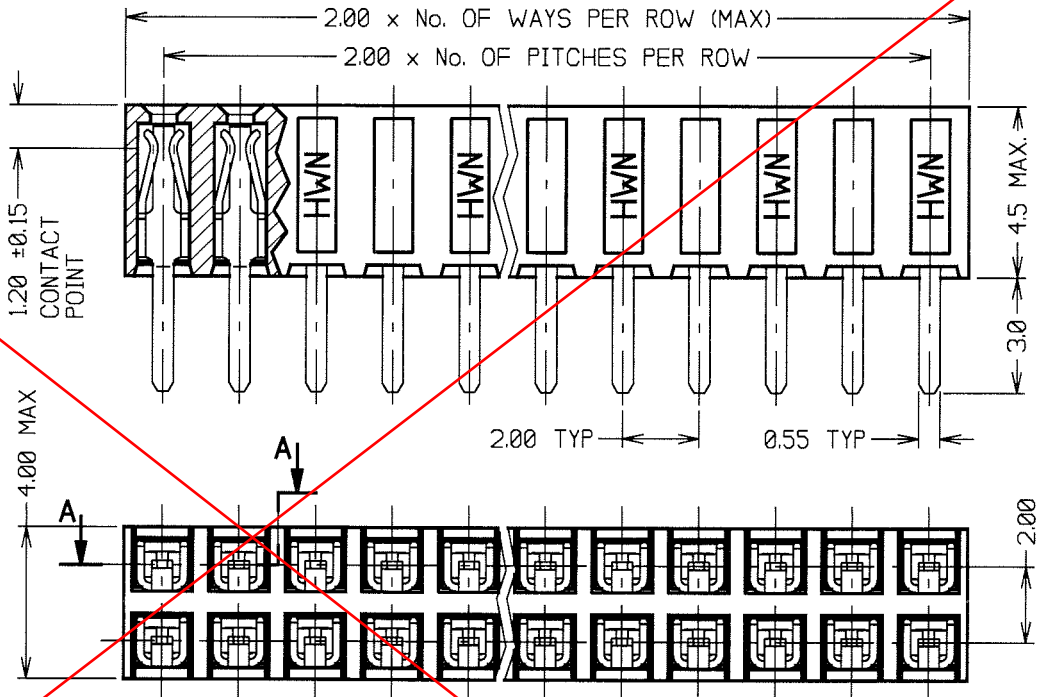 2.00 x No. OF WAYS PER ROW (MAX)
2.00 x No. OF PITCHES PER ROW
1.20 ±0.15
CONTACT
POINT
HWN
HWN
HWN
HWN
HWN
4.5 MAX.
3.0
2.00 TYP
0.55 TYP
4.00 MAX
A
A
2.00